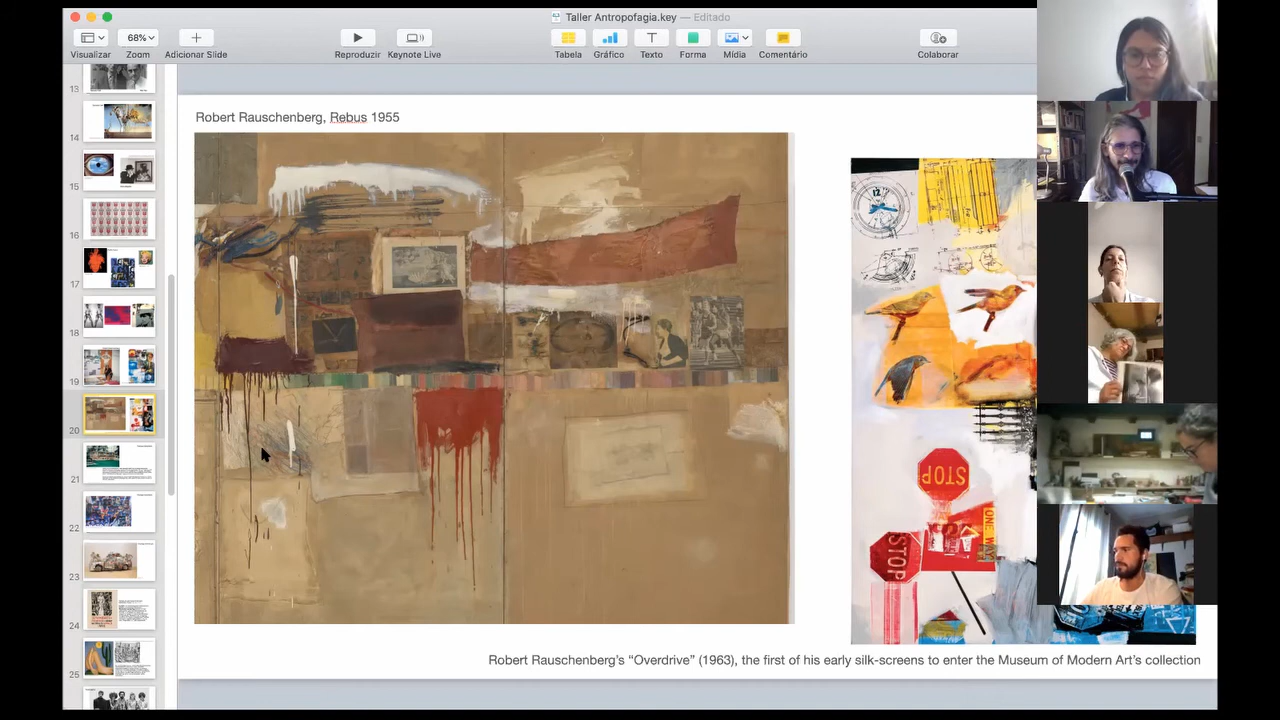 Taller Antropofagia.key — Editado
68%
Visualizar
Zoom
Adicionar Slide
Reproduzir
Keynote Live
Tabela
Gráfico
Texto
Forma
Mídia
Comentário
Colaborar
13
14
15
16
17
18
19
20
21
22
23
24
25
Robert Rauschenberg, Rebus 1955
12
STOP
ONE WAY
STOP
Robert Rauschenberg's “Overdrive” (1963), the first of his early silk-screens to enter the Museum of Modern Art's collection